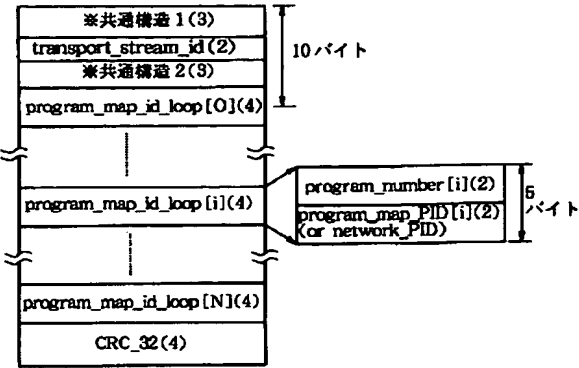 ※共通構造1(3)
transport_stream_id(2)
※共通構造2(3)
program_map_id_loop[0](4)
10バイト
program_map_id_loop[i](4)
program_number[i](2)
program_map_PID[i](2)
(or network_PID)
5
バイト
program_map_id_loop[N](4)
CRC_32(4)